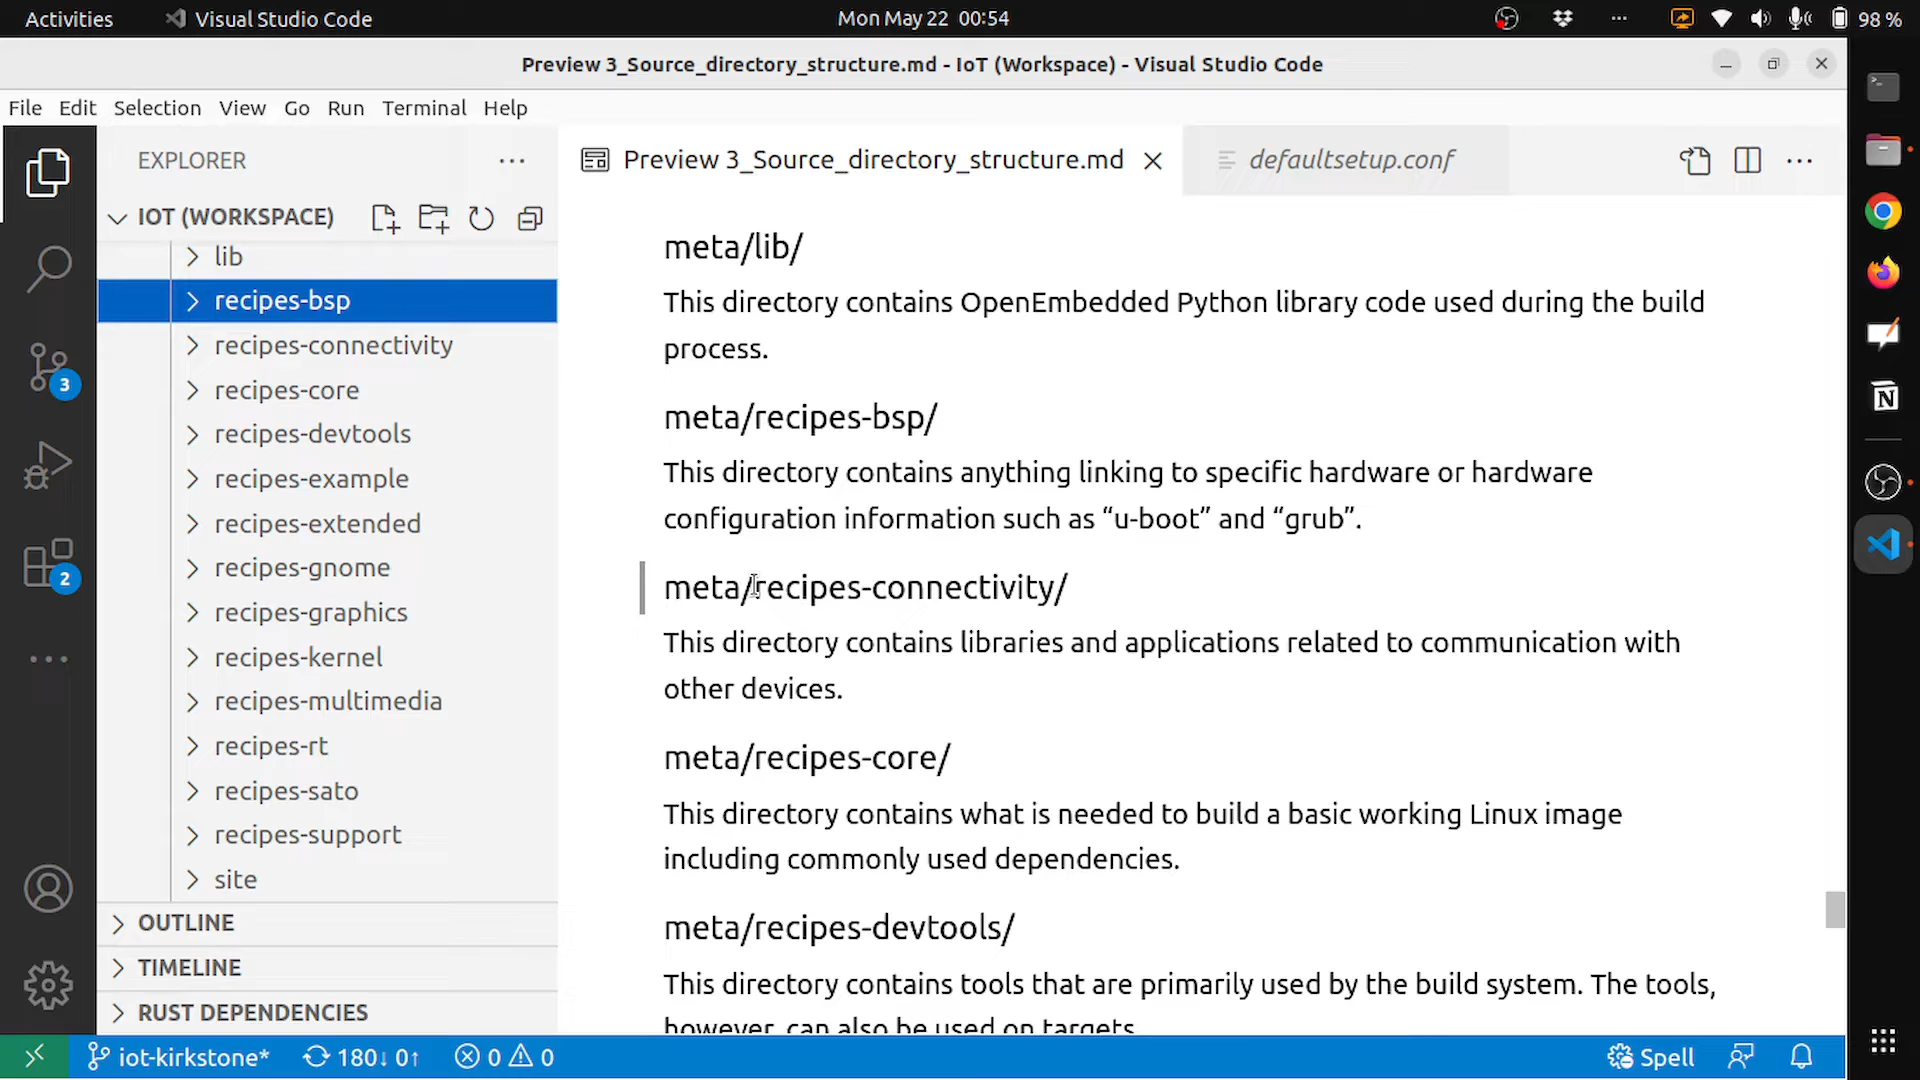 Activities Visual Studio Code Mon May 22 00:54 98 %
Preview 3_Source_directory_structure.md - IoT (Workspace) - Visual Studio Code
File Edit Selection View Go Run Terminal Help
EXPLORER
Preview 3_Source_directory_structure.md defaultsetup.conf
IOT (WORKSPACE)
lib
recipes-bsp
recipes-connectivity
recipes-core
recipes-devtools
recipes-example
recipes-extended
recipes-gnome
recipes-graphics
recipes-kernel
recipes-multimedia
recipes-rt
recipes-sato
recipes-support
site
OUTLINE
TIMELINE
RUST DEPENDENCIES
3
2
meta/lib/
This directory contains OpenEmbedded Python library code used during the build
process.
meta/recipes-bsp/
This directory contains anything linking to specific hardware or hardware
configuration information such as “u-boot” and “grub”.
meta/recipes-connectivity/
This directory contains libraries and applications related to communication with
other devices.
meta/recipes-core/
This directory contains what is needed to build a basic working Linux image
including commonly used dependencies.
meta/recipes-devtools/
This directory contains tools that are primarily used by the build system. The tools,
however, can also be used on targets.
iot-kirkstone* 180↓ 0↑ 0 0 Spell